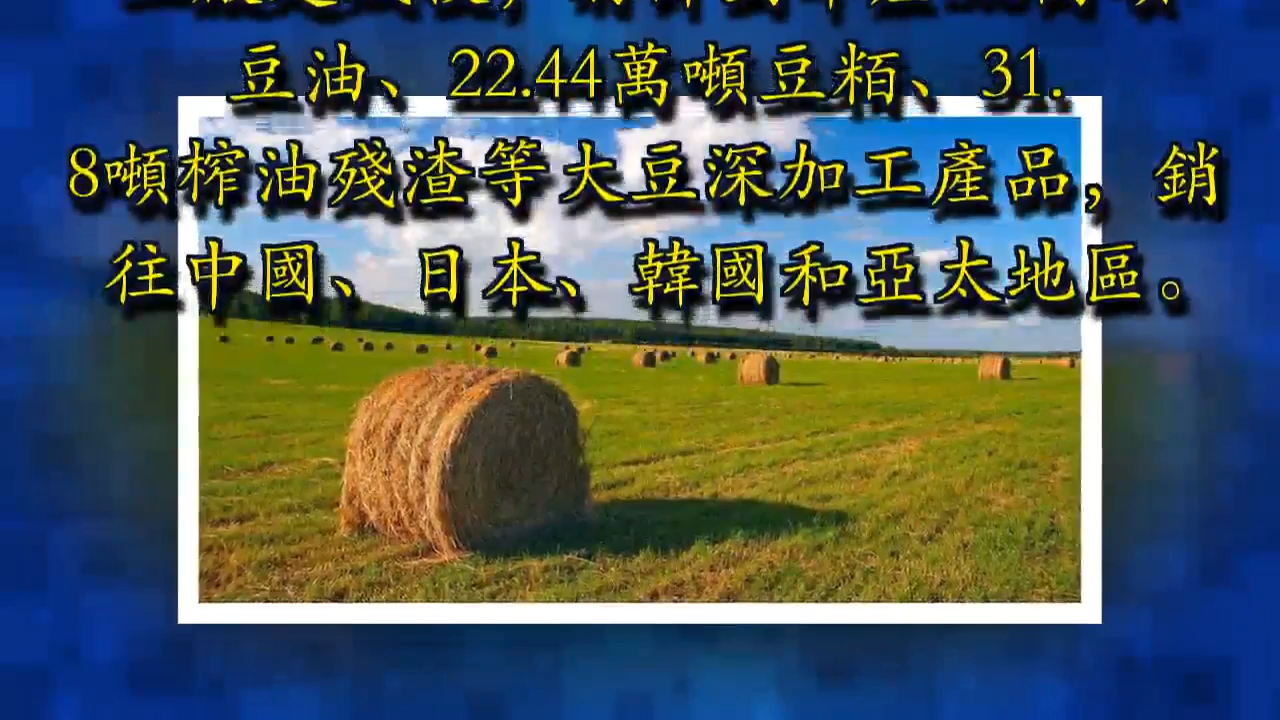 豆油、22.44萬噸豆粕、31.
8噸榨油殘渣等大豆深加工產品，銷
往中國、日本、韓國和亞太地區。